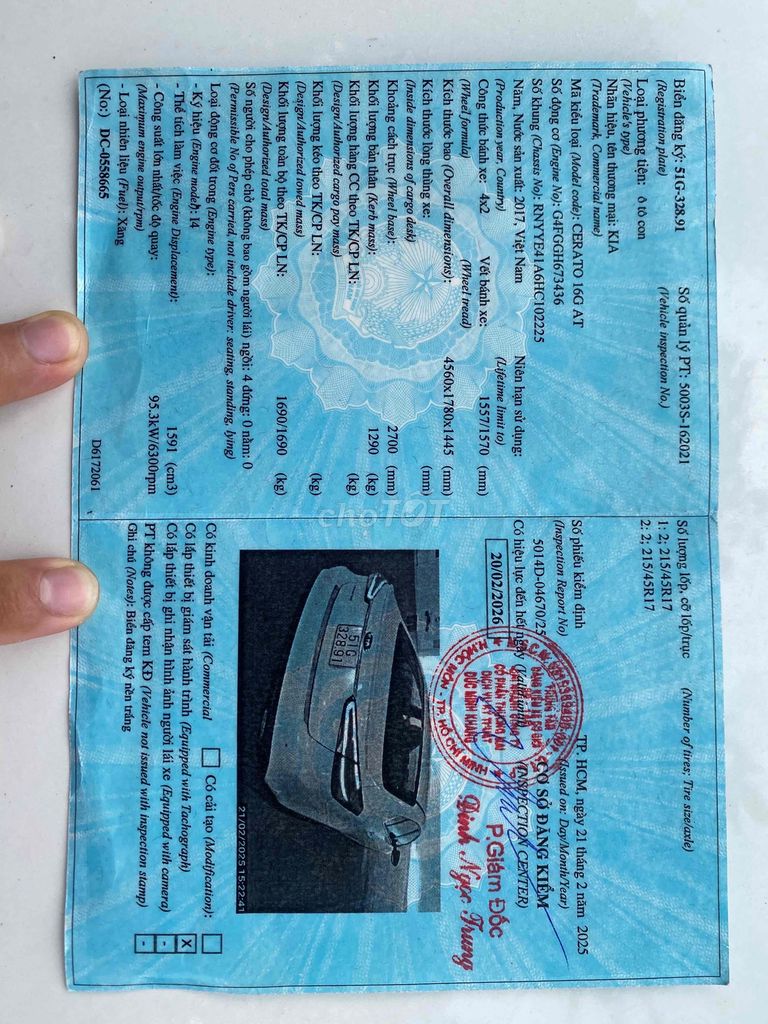 Biển đăng ký: 51G-328.91 Số quản lý PT: 5003S-162021
(Registration plate) (Vehicle inspection No.)
Loại phương tiện: ô tô con
(Vehicle's type)
Nhãn hiệu, tên thương mại: KIA
(Trademark, Commercial name)
Mã kiểu loại (Model code): CERATO 16G AT
Số động cơ (Engine No): G4FGGH673436
Số khung (Chassis No): RNYYE41A6HC102225
Năm, Nước sản xuất: 2017, Việt Nam Niên hạn sử dụng:
(Production year, Country) (Lifetime limit to)
Công thức bánh xe: 4x2 Vết bánh xe: 1557/1570 (mm)
(Wheel formula) (Wheel tread)
Kích thước bao (Overall dimensions): 4560x1780x1445 (mm)
Kích thước lòng thùng xe: (mm)
(Inside dimensions of cargo desk)
Khoảng cách trục (Wheel base): 2700 (mm)
Khối lượng bản thân (Kerb mass): 1290 (kg)
Khối lượng hàng CC theo TK/CP LN: (kg)
(Design/Authorized cargo pay mass)
Khối lượng kéo theo TK/CP LN: (kg)
(Design/Authorized towed mass)
Khối lượng toàn bộ theo TK/CP LN: 1690/1690 (kg)
(Design/Authorized total mass)
Số người cho phép chở (không bao gồm người lái) ngồi: 4 đứng: 0 nằm: 0
(Permissible No of Pers carried, not include driver: seating, standing, lying)
Loại động cơ đốt trong (Engine type):
- Ký hiệu (Engine model): 14
- Thể tích làm việc (Engine Displacement): 1591 (cm3)
- Công suất lớn nhất/tốc độ quay: 95.3kW/6300rpm
(Maximum engine output/rpm)
- Loại nhiên liệu (Fuel): Xăng
(No:) DC-0558665 D6172061
Số lượng lốp, cỡ lốp/trục (Number of tires; Tire size/axle)
1: 2; 215/45R17
2: 2; 215/45R17
TP. HCM, ngày 21 tháng 2 năm 2025
Số phiếu kiểm định (Issued on: Day/Month/Year)
(Inspection Report No) CƠ SỞ ĐĂNG KIỂM
5014D-04670/25 (INSPECTION CENTER)
Có hiệu lực đến hết ngày (Valid until)
20/02/2026
P.Giám Đốc
Đinh Ngọc Trung
51G
328.91
21/02/2025 15:22:41
choTỐT
Có kinh doanh vận tải (Commercial Có cải tạo (Modification):
Có lắp thiết bị giám sát hành trình (Equipped with Tachograph) X
Có lắp thiết bị ghi nhận hình ảnh người lái xe (Equipped with camera) -
PT không được cấp tem KĐ (Vehicle not issued with inspection stamp) -
Ghi chú (Notes): Biển đăng ký nền trắng